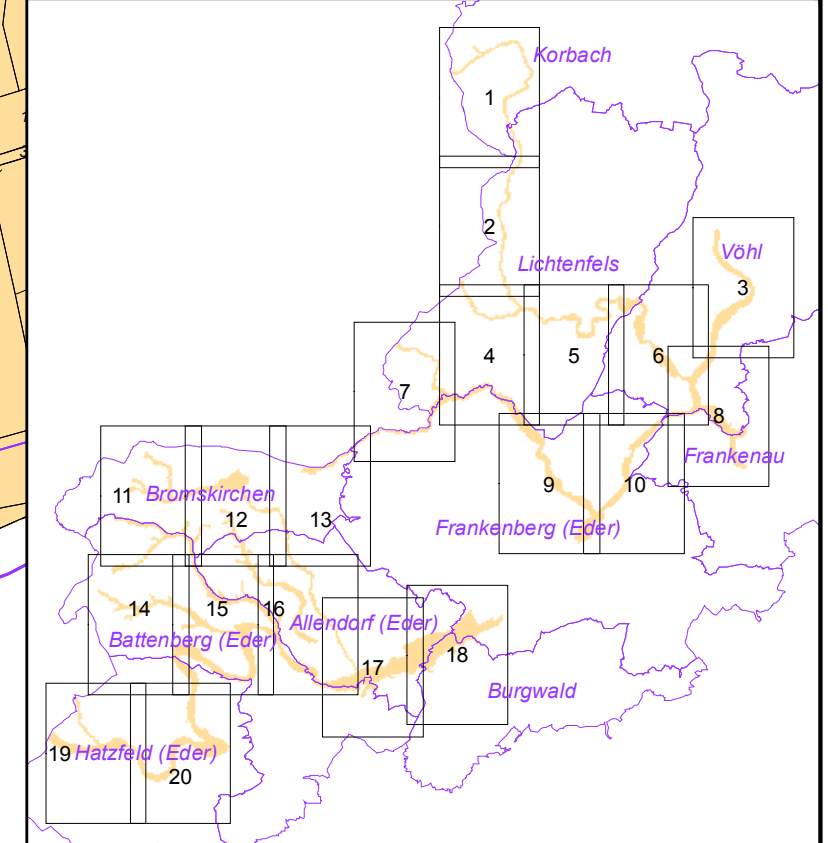 Korbach
1
2
Vöhl
Lichtenfels
3
4
5
6
7
8
Frankenau
9
10
11
Bromskirchen
12
13
Frankenberg (Eder)
14
15
16
Allendorf (Eder)
Battenberg (Eder)
17
18
Burgwald
19
Hatzfeld (Eder)
20